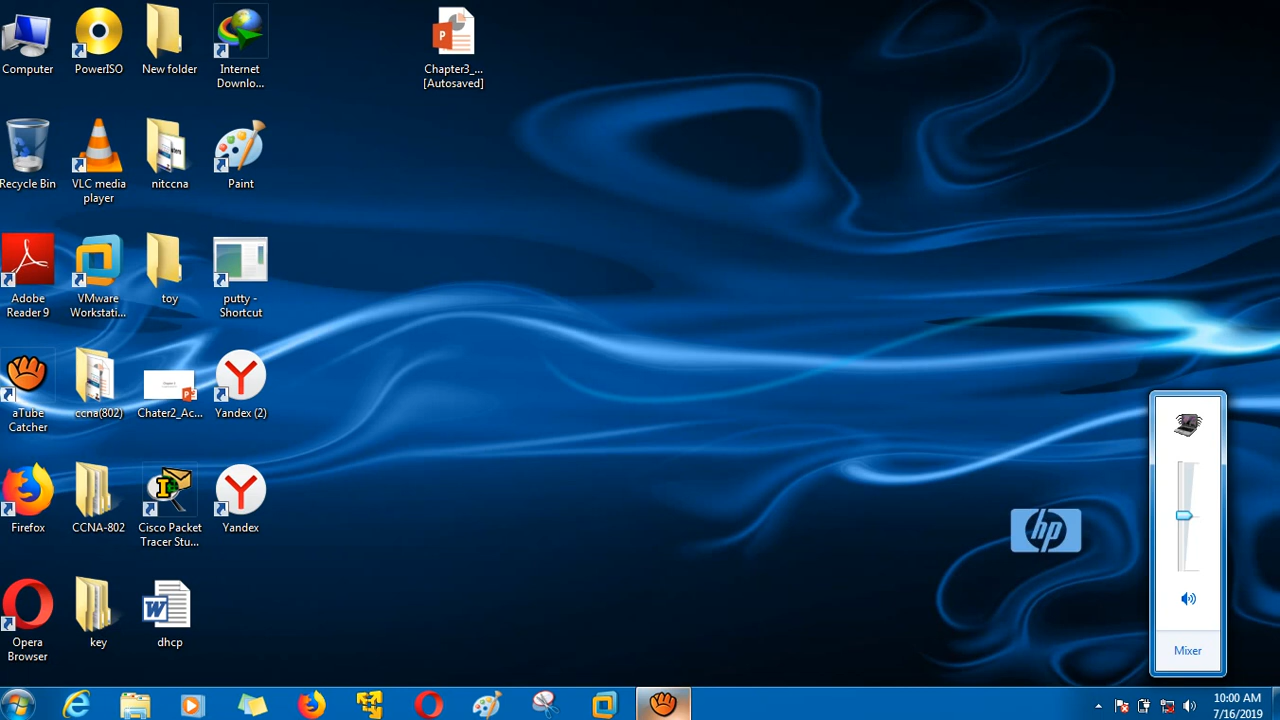 Computer
PowerISO
New folder
Internet
Downlo...
Chapter3_...
[Autosaved]
Recycle Bin
VLC media
player
nitccna
Paint
Adobe
Reader 9
VMware
Workstati...
toy
putty -
Shortcut
aTube
Catcher
ccna(802)
Chater2_Ac...
Yandex (2)
Firefox
CCNA-802
Cisco Packet
Tracer Stu...
Yandex
hp
Opera
Browser
key
dhcp
Mixer
10:00 AM
7/16/2019